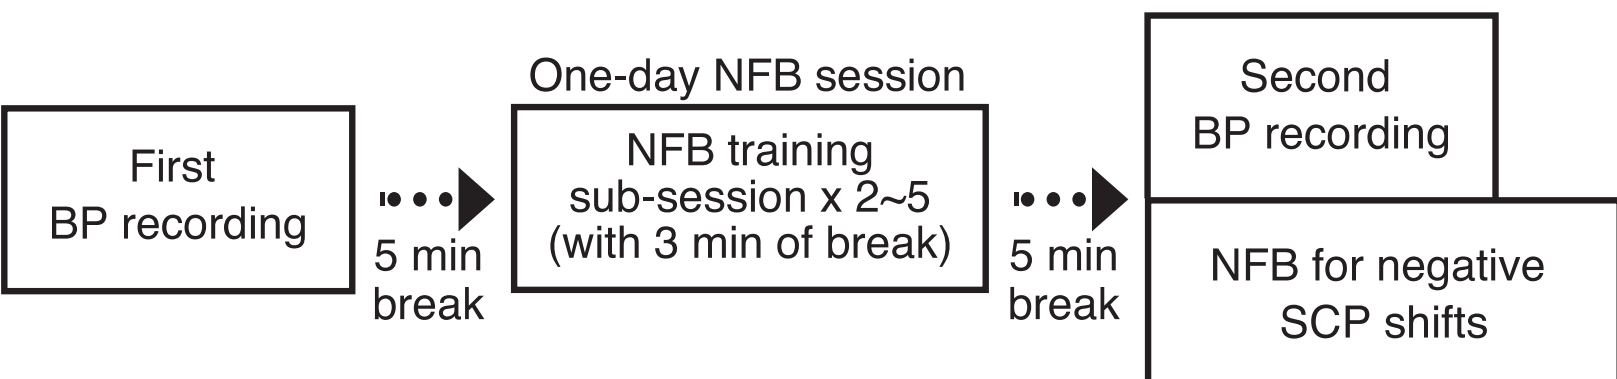 First
BP recording
5 min
break
One-day NFB session
NFB training
sub-session x 2~5
(with 3 min of break)
5 min
break
Second
BP recording
NFB for negative
SCP shifts